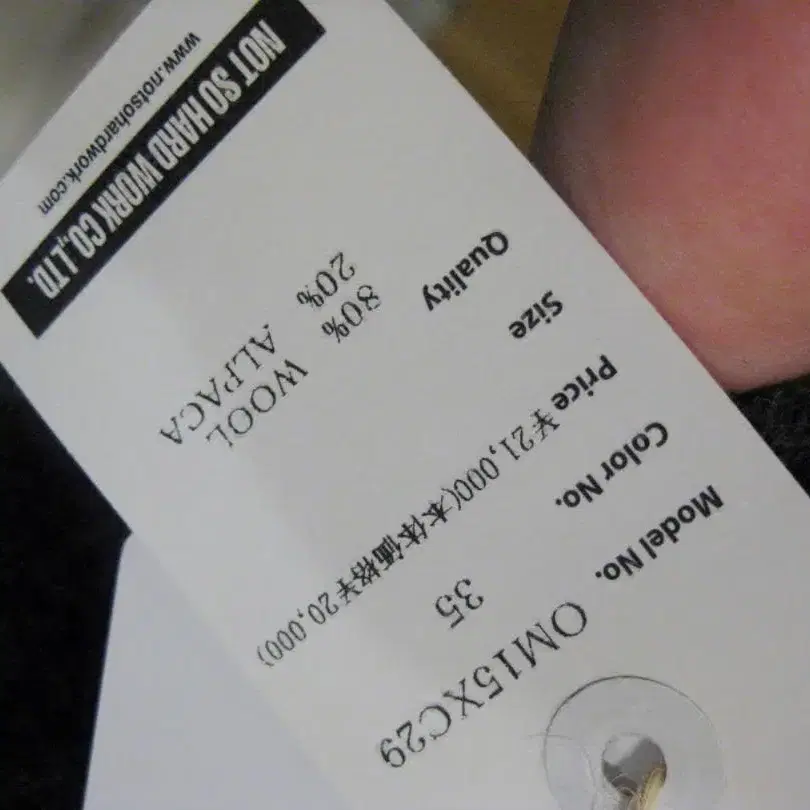 Model No. OM15XC29
Color No. 35
Price ¥21,000(本体価格¥20,000)
Size
Quality
80% WOOL
20% ALPACA
NOT SO HARD WORK CO.,LTD.
www.notsohardwork.com